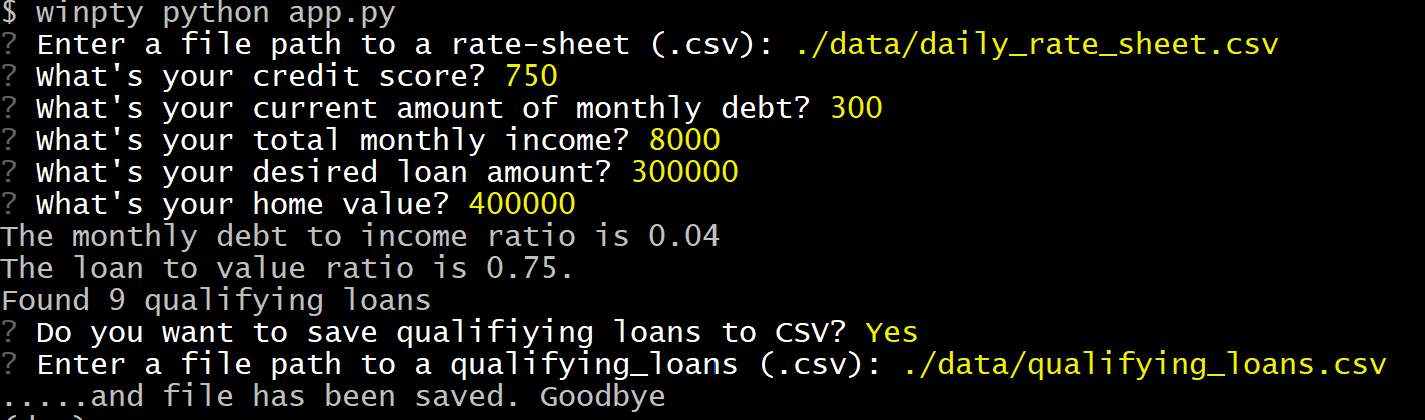 $ winpty python app.py
? Enter a file path to a rate-sheet (.csv): ./data/daily_rate_sheet.csv
? What's your credit score? 750
? What's your current amount of monthly debt? 300
? What's your total monthly income? 8000
? What's your desired loan amount? 300000
? What's your home value? 400000
The monthly debt to income ratio is 0.04
The loan to value ratio is 0.75.
Found 9 qualifying loans
? Do you want to save qualifiying loans to CSV? Yes
? Enter a file path to a qualifying_loans (.csv): ./data/qualifying_loans.csv
.....and file has been saved. Goodbye